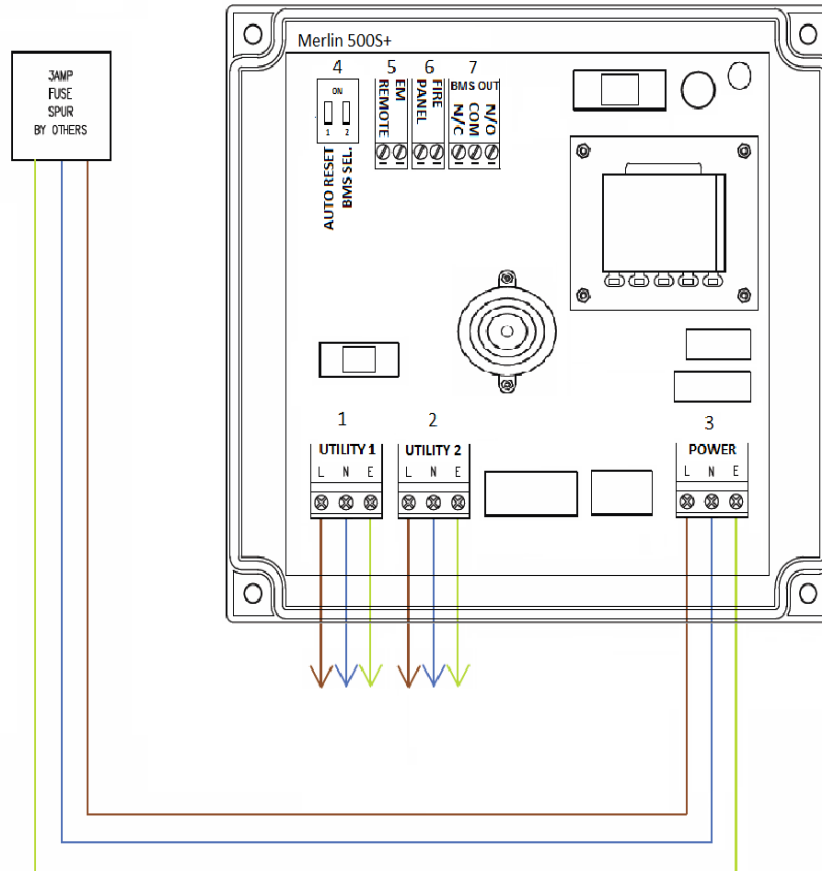 Merlin 500S+
3AMP
FUSE
SPUR
BY OTHERS
4
5
6
7
ON
1 2
AUTO RESET
BMS SEL.
REMOTE
EM
PANEL
FIRE
BMS OUT
N/C
COM
N/O
1
UTILITY 1
L N E
2
UTILITY 2
L N E
3
POWER
L N E